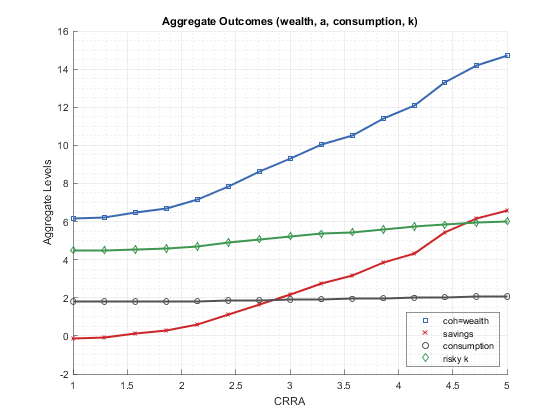 Aggregate Outcomes (wealth, a, consumption, k)
16
14
12
10
8
6
4
2
0
-2
Aggregate Levels
1 1.5 2 2.5 3 3.5 4 4.5 5
CRRA
coh=wealth
savings
consumption
risky k